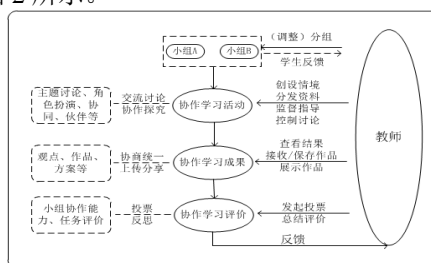 （调整）分组
小组A 小组B
学生反馈
主题讨论、角
色扮演、协
同、伙伴等
交流讨论
协作探究
协作学习活动
创设情境
分发资料
监督指导
控制讨论
教师
观点、作品、
方案等
协商统一
上传分享
协作学习成果
查看结果
接收/保存作品
展示作品
小组协作能
力、任务评价
投票
反思
协作学习评价
发起投票
总结评价
反馈